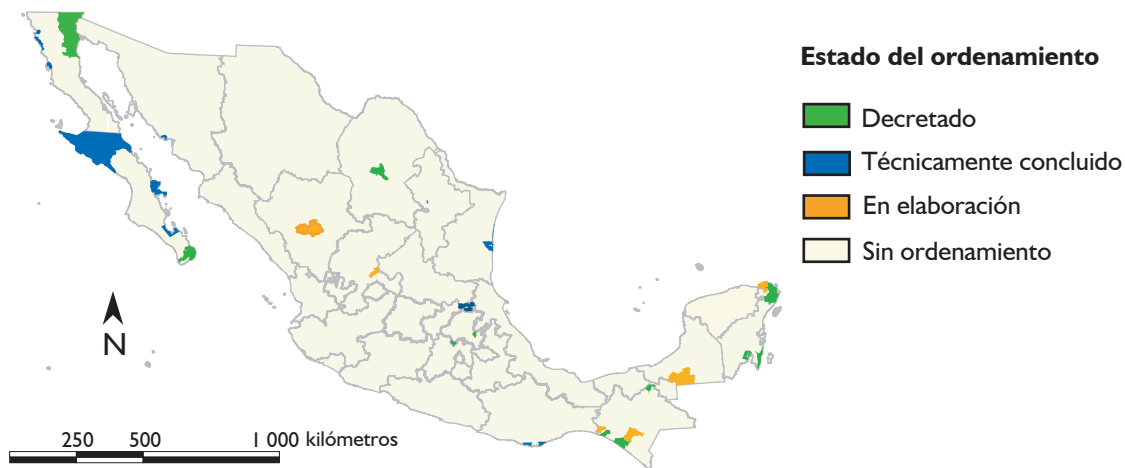 Estado del ordenamiento
Decretado
Técnicamente concluido
En elaboración
Sin ordenamiento
N
250 500 1 000 kilómetros